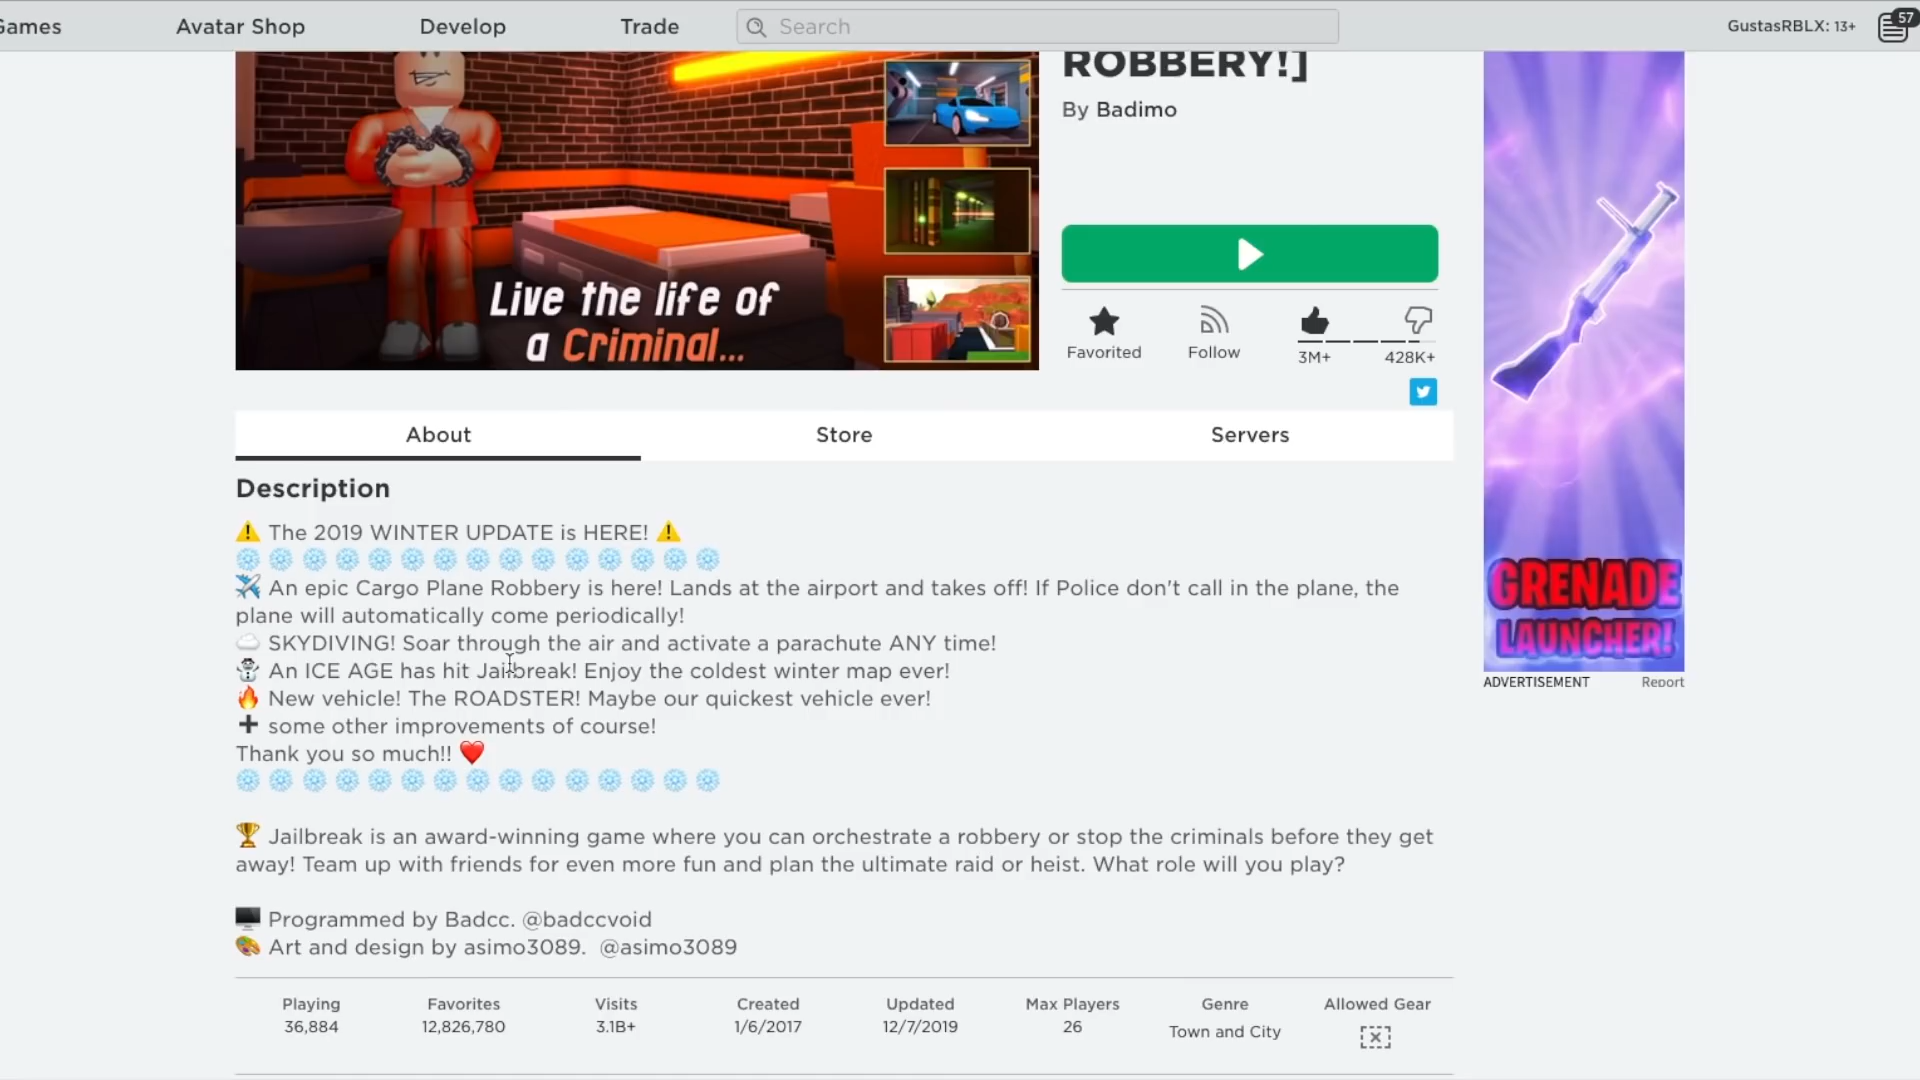 Games
Avatar Shop
Develop
Trade
Search
GustasRBLX: 13+
57
Live the life of
a Criminal...
ROBBERY!]
By Badimo
Favorited
Follow
3M+
428K+
GRENADE
LAUNCHER!
ADVERTISEMENT
Report
About
Store
Servers
Description
⚠️ The 2019 WINTER UPDATE is HERE! ⚠️
❄️ ❄️ ❄️ ❄️ ❄️ ❄️ ❄️ ❄️ ❄️ ❄️ ❄️ ❄️ ❄️ ❄️ ❄️
✈️ An epic Cargo Plane Robbery is here! Lands at the airport and takes off! If Police don't call in the plane, the
plane will automatically come periodically!
☁️ SKYDIVING! Soar through the air and activate a parachute ANY time!
☃️ An ICE AGE has hit Jailbreak! Enjoy the coldest winter map ever!
🔥 New vehicle! The ROADSTER! Maybe our quickest vehicle ever!
➕ some other improvements of course!
Thank you so much!! ❤️
❄️ ❄️ ❄️ ❄️ ❄️ ❄️ ❄️ ❄️ ❄️ ❄️ ❄️ ❄️ ❄️ ❄️ ❄️
🏆 Jailbreak is an award-winning game where you can orchestrate a robbery or stop the criminals before they get
away! Team up with friends for even more fun and plan the ultimate raid or heist. What role will you play?
🖥️ Programmed by Badcc. @badccvoid
🎨 Art and design by asimo3089. @asimo3089
Playing
Favorites
Visits
Created
Updated
Max Players
Genre
Allowed Gear
36,884
12,826,780
3.1B+
1/6/2017
12/7/2019
26
Town and City